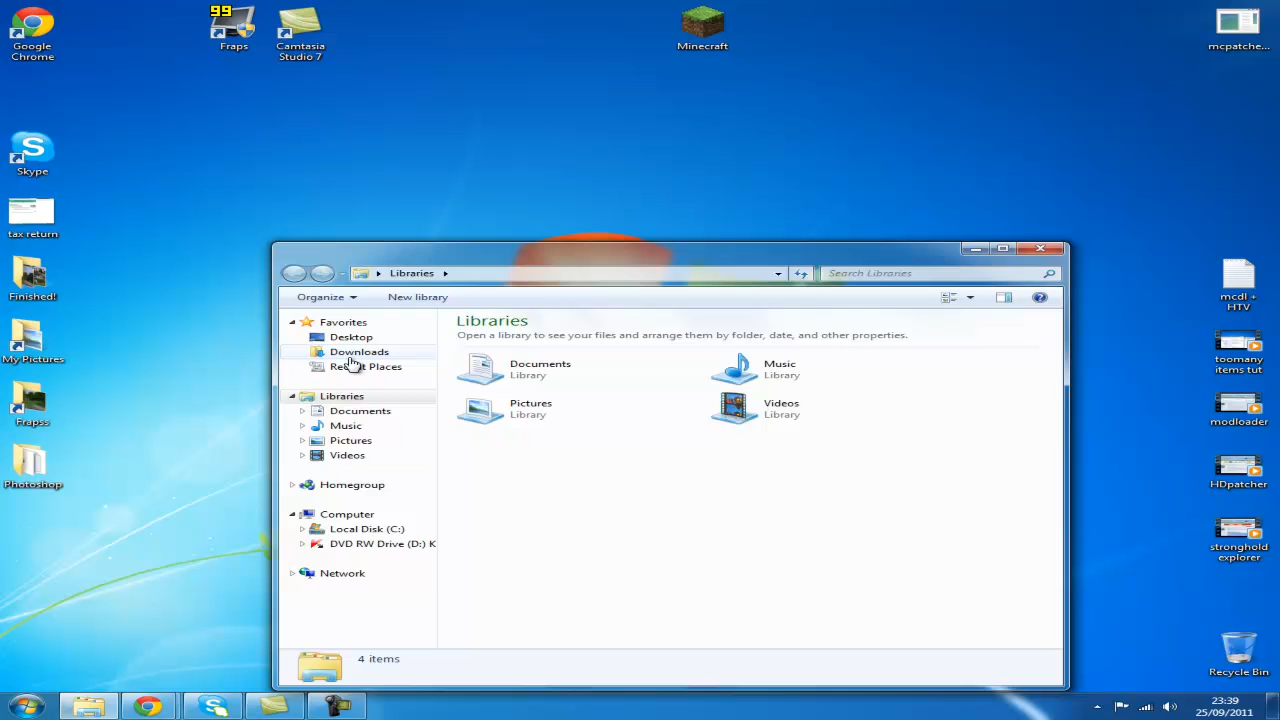 99
Google
Chrome
Fraps
Camtasia
Studio 7
Minecraft
mcpatche...
Skype
tax return
Finished!
My Pictures
Frapss
Photoshop
mcdl +
HTV
toomany
items tut
modloader
HDpatcher
stronghold
explorer
Recycle Bin
Libraries
Search Libraries
Organize
New library
Favorites
Desktop
Downloads
Libraries
Documents
Music
Pictures
Videos
Homegroup
Computer
Local Disk (C:)
DVD RW Drive (D:) K
Network
Libraries
Open a library to see your files and arrange them by folder, date, and other properties.
Documents
Library
Music
Library
Pictures
Library
Videos
Library
4 items
23:39
25/09/2011